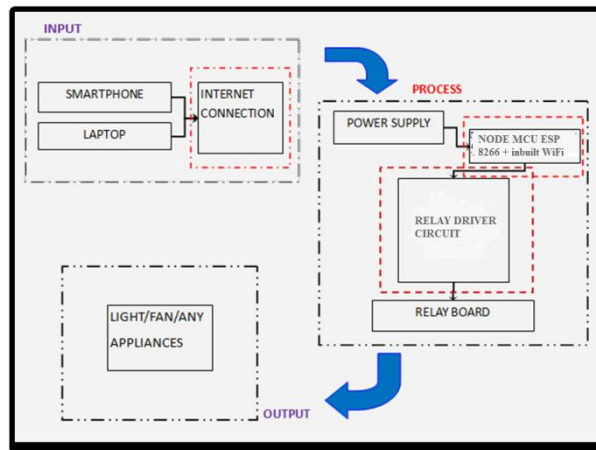 INPUT
SMARTPHONE
LAPTOP
INTERNET
CONNECTION
PROCESS
POWER SUPPLY
NODE MCU ESP
8266 + inbuilt WiFi
RELAY DRIVER
CIRCUIT
RELAY BOARD
LIGHT/FAN/ANY
APPLIANCES
OUTPUT